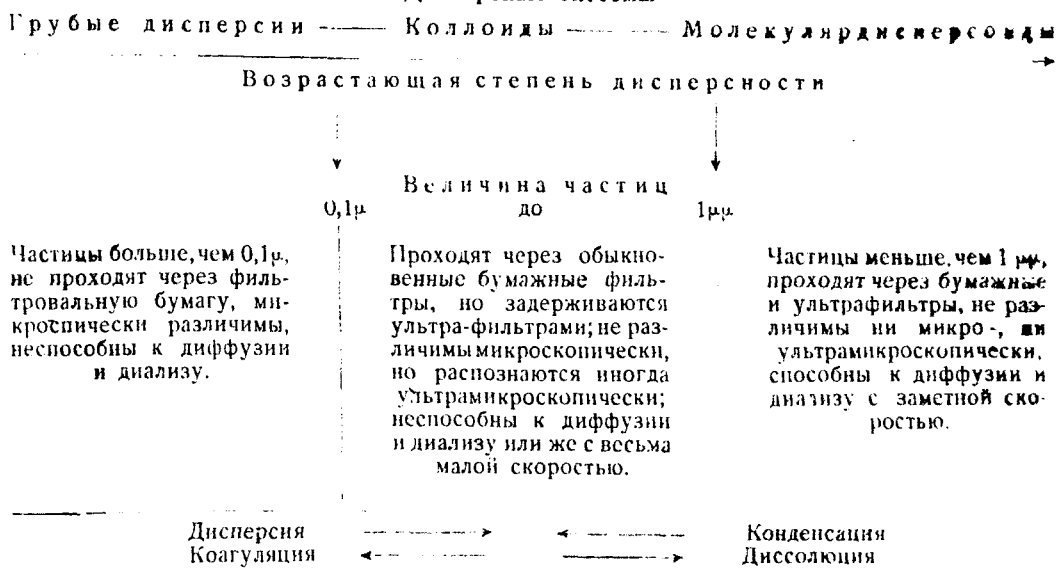 Грубые дисперсии — Коллоиды — Молекулярдисперсоиды
Возрастающая степень дисперсности
Величина частиц
0,1μ до 1μμ
Частицы больше, чем 0,1μ,
не проходят через филь-
тровальную бумагу, ми-
кроспически различимы,
неспособны к диффузии
и диализу.
Проходят через обыкно-
венные бумажные филь-
тры, но задерживаются
ультра-фильтрами; не раз-
личимы микроскопически,
но распознаются иногда
ультрамикроскопически;
неспособны к диффузии
и диализу или же с весьма
малой скоростью.
Частицы меньше, чем 1 μμ,
проходят через бумажные
и ультрафильтры, не раз-
личимы ни микро-, ни
ультрамикроскопически,
способны к диффузии и
диализу с заметной ско-
ростью.
Дисперсия Конденсация
Коагуляция Диссолюция